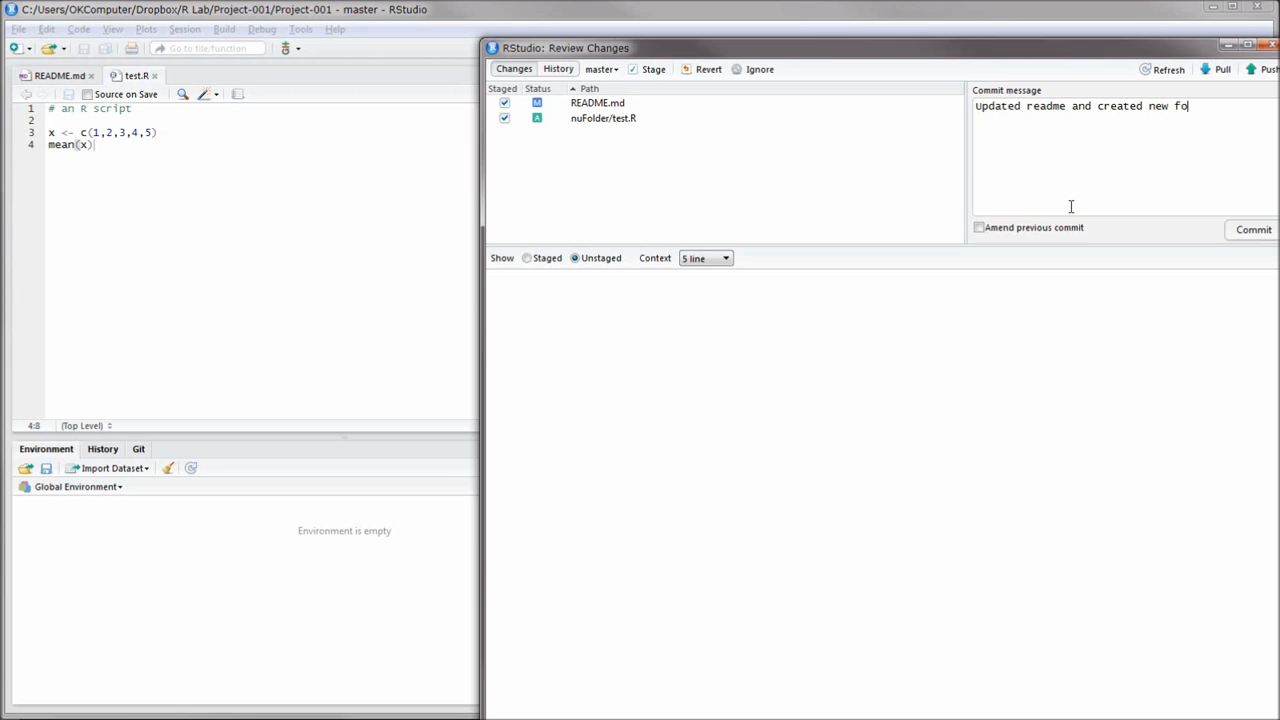 C:/Users/OKComputer/Dropbox/R Lab/Project-001/Project-001 - master - RStudio
File Edit Code View Plots Session Build Debug Tools Help
Go to file/function
README.md test.R
Source on Save
1 # an R script
2
3 x <- c(1,2,3,4,5)
4 mean(x)
4:8 (Top Level)
Environment History Git
Import Dataset
Global Environment
Environment is empty
RStudio: Review Changes
Changes History master Stage Revert Ignore Refresh Pull Push
Staged Status Path
M README.md
A nuFolder/test.R
Commit message
Updated readme and created new fo
Amend previous commit
Commit
Show Staged Unstaged Context 5 line